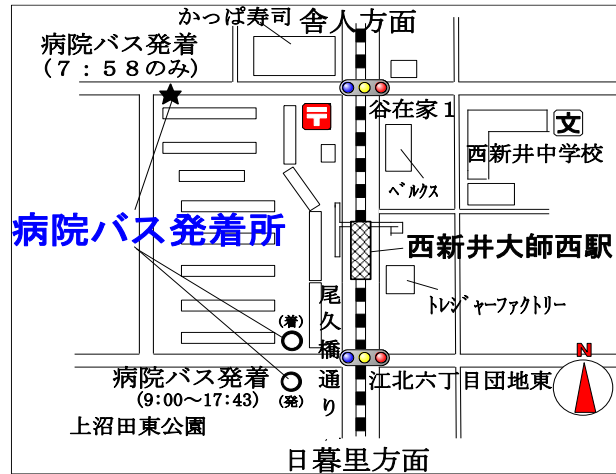 かっぱ寿司
舎人方面
病院バス発着
(7:58のみ)
谷在家1
〒
文
西新井中学校
ベルクス
病院バス発着所
西新井大師西駅
トレジャーファクトリー
尾久橋通り
(着)
病院バス発着
(9:00~17:43)
(発)
江北六丁目団地東
N
上沼田東公園
日暮里方面